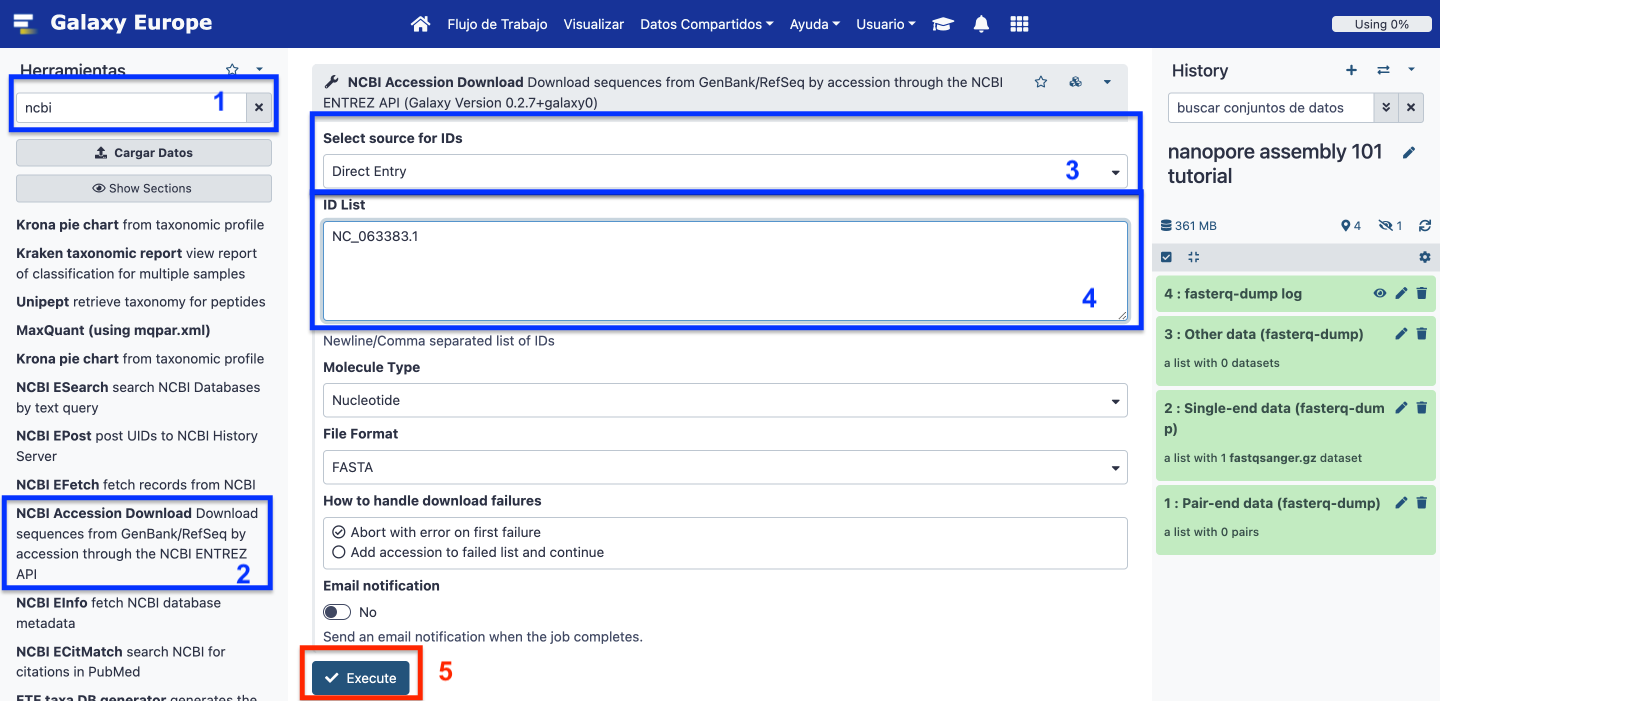 Galaxy Europe
Flujo de Trabajo
Visualizar
Datos Compartidos
Ayuda
Usuario
Using 0%
Herramientas
ncbi
1
Cargar Datos
Show Sections
Krona pie chart from taxonomic profile
Kraken taxonomic report view report
of classification for multiple samples
Unipept retrieve taxonomy for peptides
MaxQuant (using mqpar.xml)
Krona pie chart from taxonomic profile
NCBI ESearch search NCBI Databases
by text query
NCBI EPost post UIDs to NCBI History
Server
NCBI EFetch fetch records from NCBI
NCBI Accession Download Download
sequences from GenBank/RefSeq by
accession through the NCBI ENTREZ
API
2
NCBI EInfo fetch NCBI database
metadata
NCBI ECitMatch search NCBI for
citations in PubMed
ETE taxa DB generator generates the
NCBI Accession Download Download sequences from GenBank/RefSeq by accession through the NCBI
ENTREZ API (Galaxy Version 0.2.7+galaxy0)
Select source for IDs
Direct Entry
3
ID List
NC_063383.1
4
Newline/Comma separated list of IDs
Molecule Type
Nucleotide
File Format
FASTA
How to handle download failures
Abort with error on first failure
Add accession to failed list and continue
Email notification
No
Send an email notification when the job completes.
Execute
5
History
buscar conjuntos de datos
nanopore assembly 101
tutorial
361 MB
4
1
4 : fasterq-dump log
3 : Other data (fasterq-dump)
a list with 0 datasets
2 : Single-end data (fasterq-dum
p)
a list with 1 fastqsanger.gz dataset
1 : Pair-end data (fasterq-dump)
a list with 0 pairs